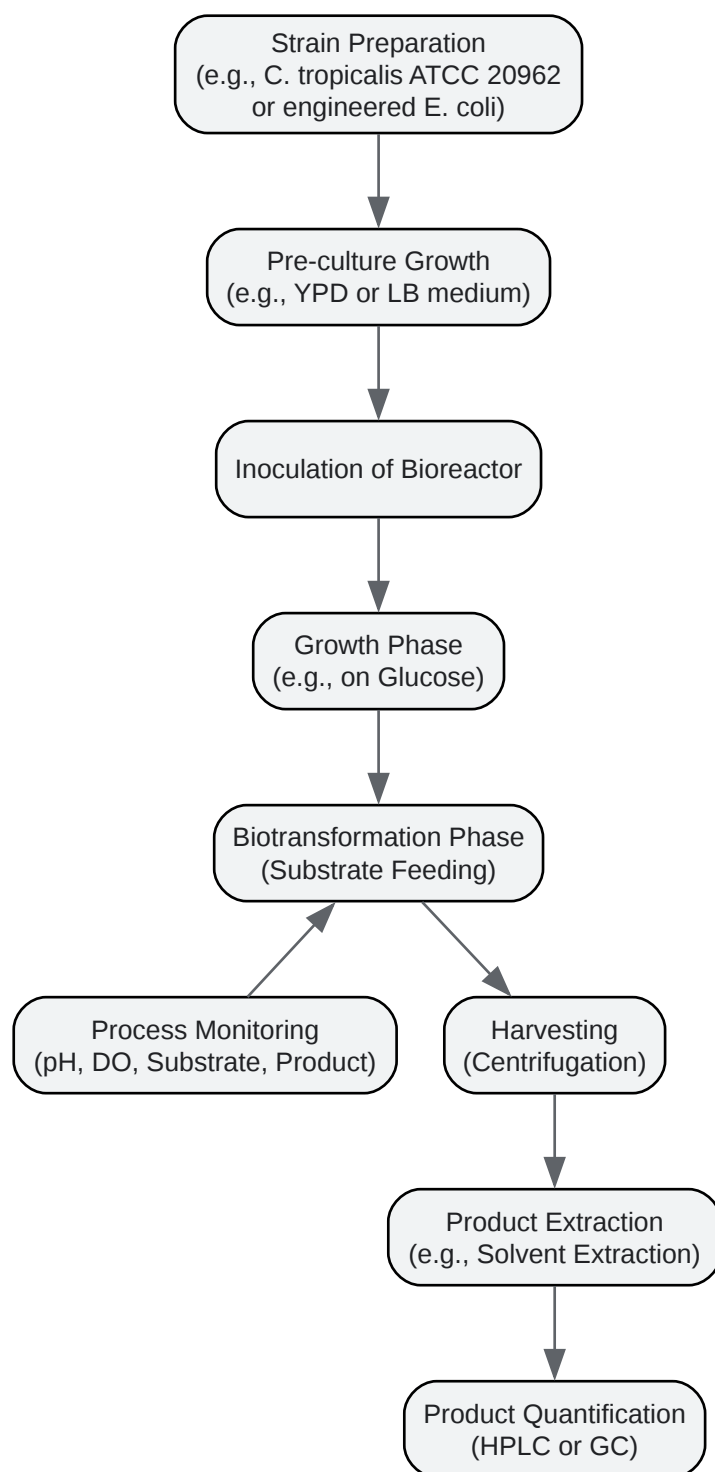 Strain Preparation
(e.g., C. tropicalis ATCC 20962
or engineered E. coli)
Pre-culture Growth
(e.g., YPD or LB medium)
Inoculation of Bioreactor
Growth Phase
(e.g., on Glucose)
Biotransformation Phase
(Substrate Feeding)
Process Monitoring
(pH, DO, Substrate, Product)
Harvesting
(Centrifugation)
Product Extraction
(e.g., Solvent Extraction)
Product Quantification
(HPLC or GC)